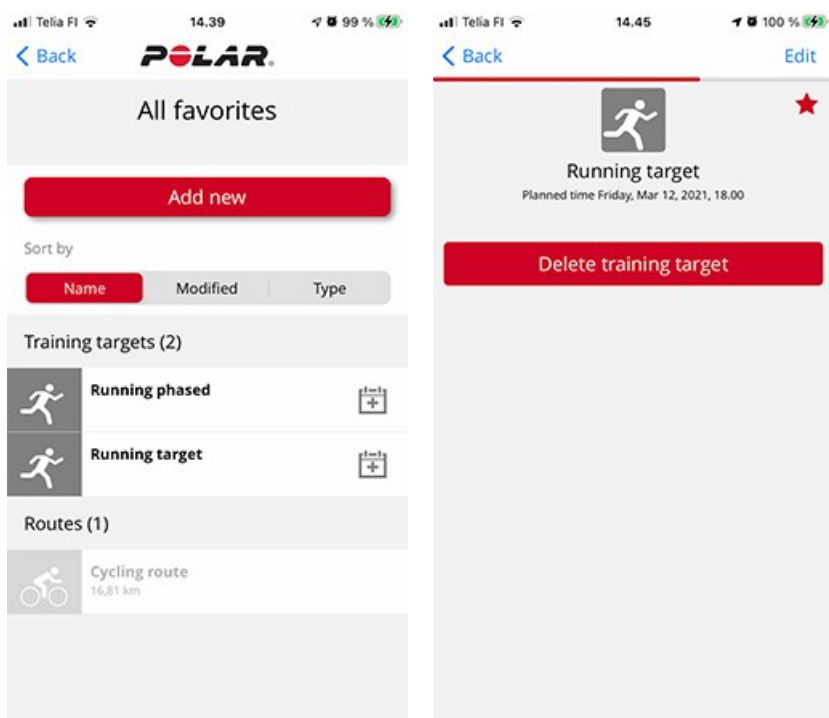 Telia FI 14.39 99 %
Back POLAR
All favorites
Add new
Sort by
Name Modified Type
Training targets (2)
Running phased
Running target
Routes (1)
Cycling route
16,81 km
Telia FI 14.45 100 %
Back Edit
Running target
Planned time Friday, Mar 12, 2021, 18.00
Delete training target